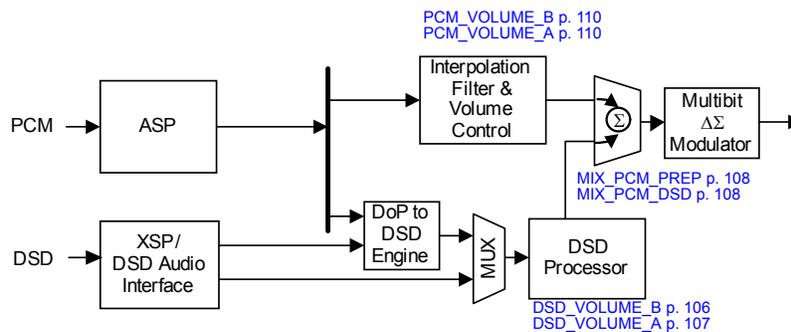 PCM_VOLUME_B p. 110
PCM_VOLUME_A p. 110
Interpolation
Filter &
Volume
Control
PCM
ASP
Σ
Multibit
ΔΣ
Modulator
MIX_PCM_PREP p. 108
MIX_PCM_DSD p. 108
DSD
XSP/
DSD Audio
Interface
DoP to
DSD
Engine
MUX
DSD
Processor
DSD_VOLUME_B p. 106
DSD_VOLUME_A p. 107